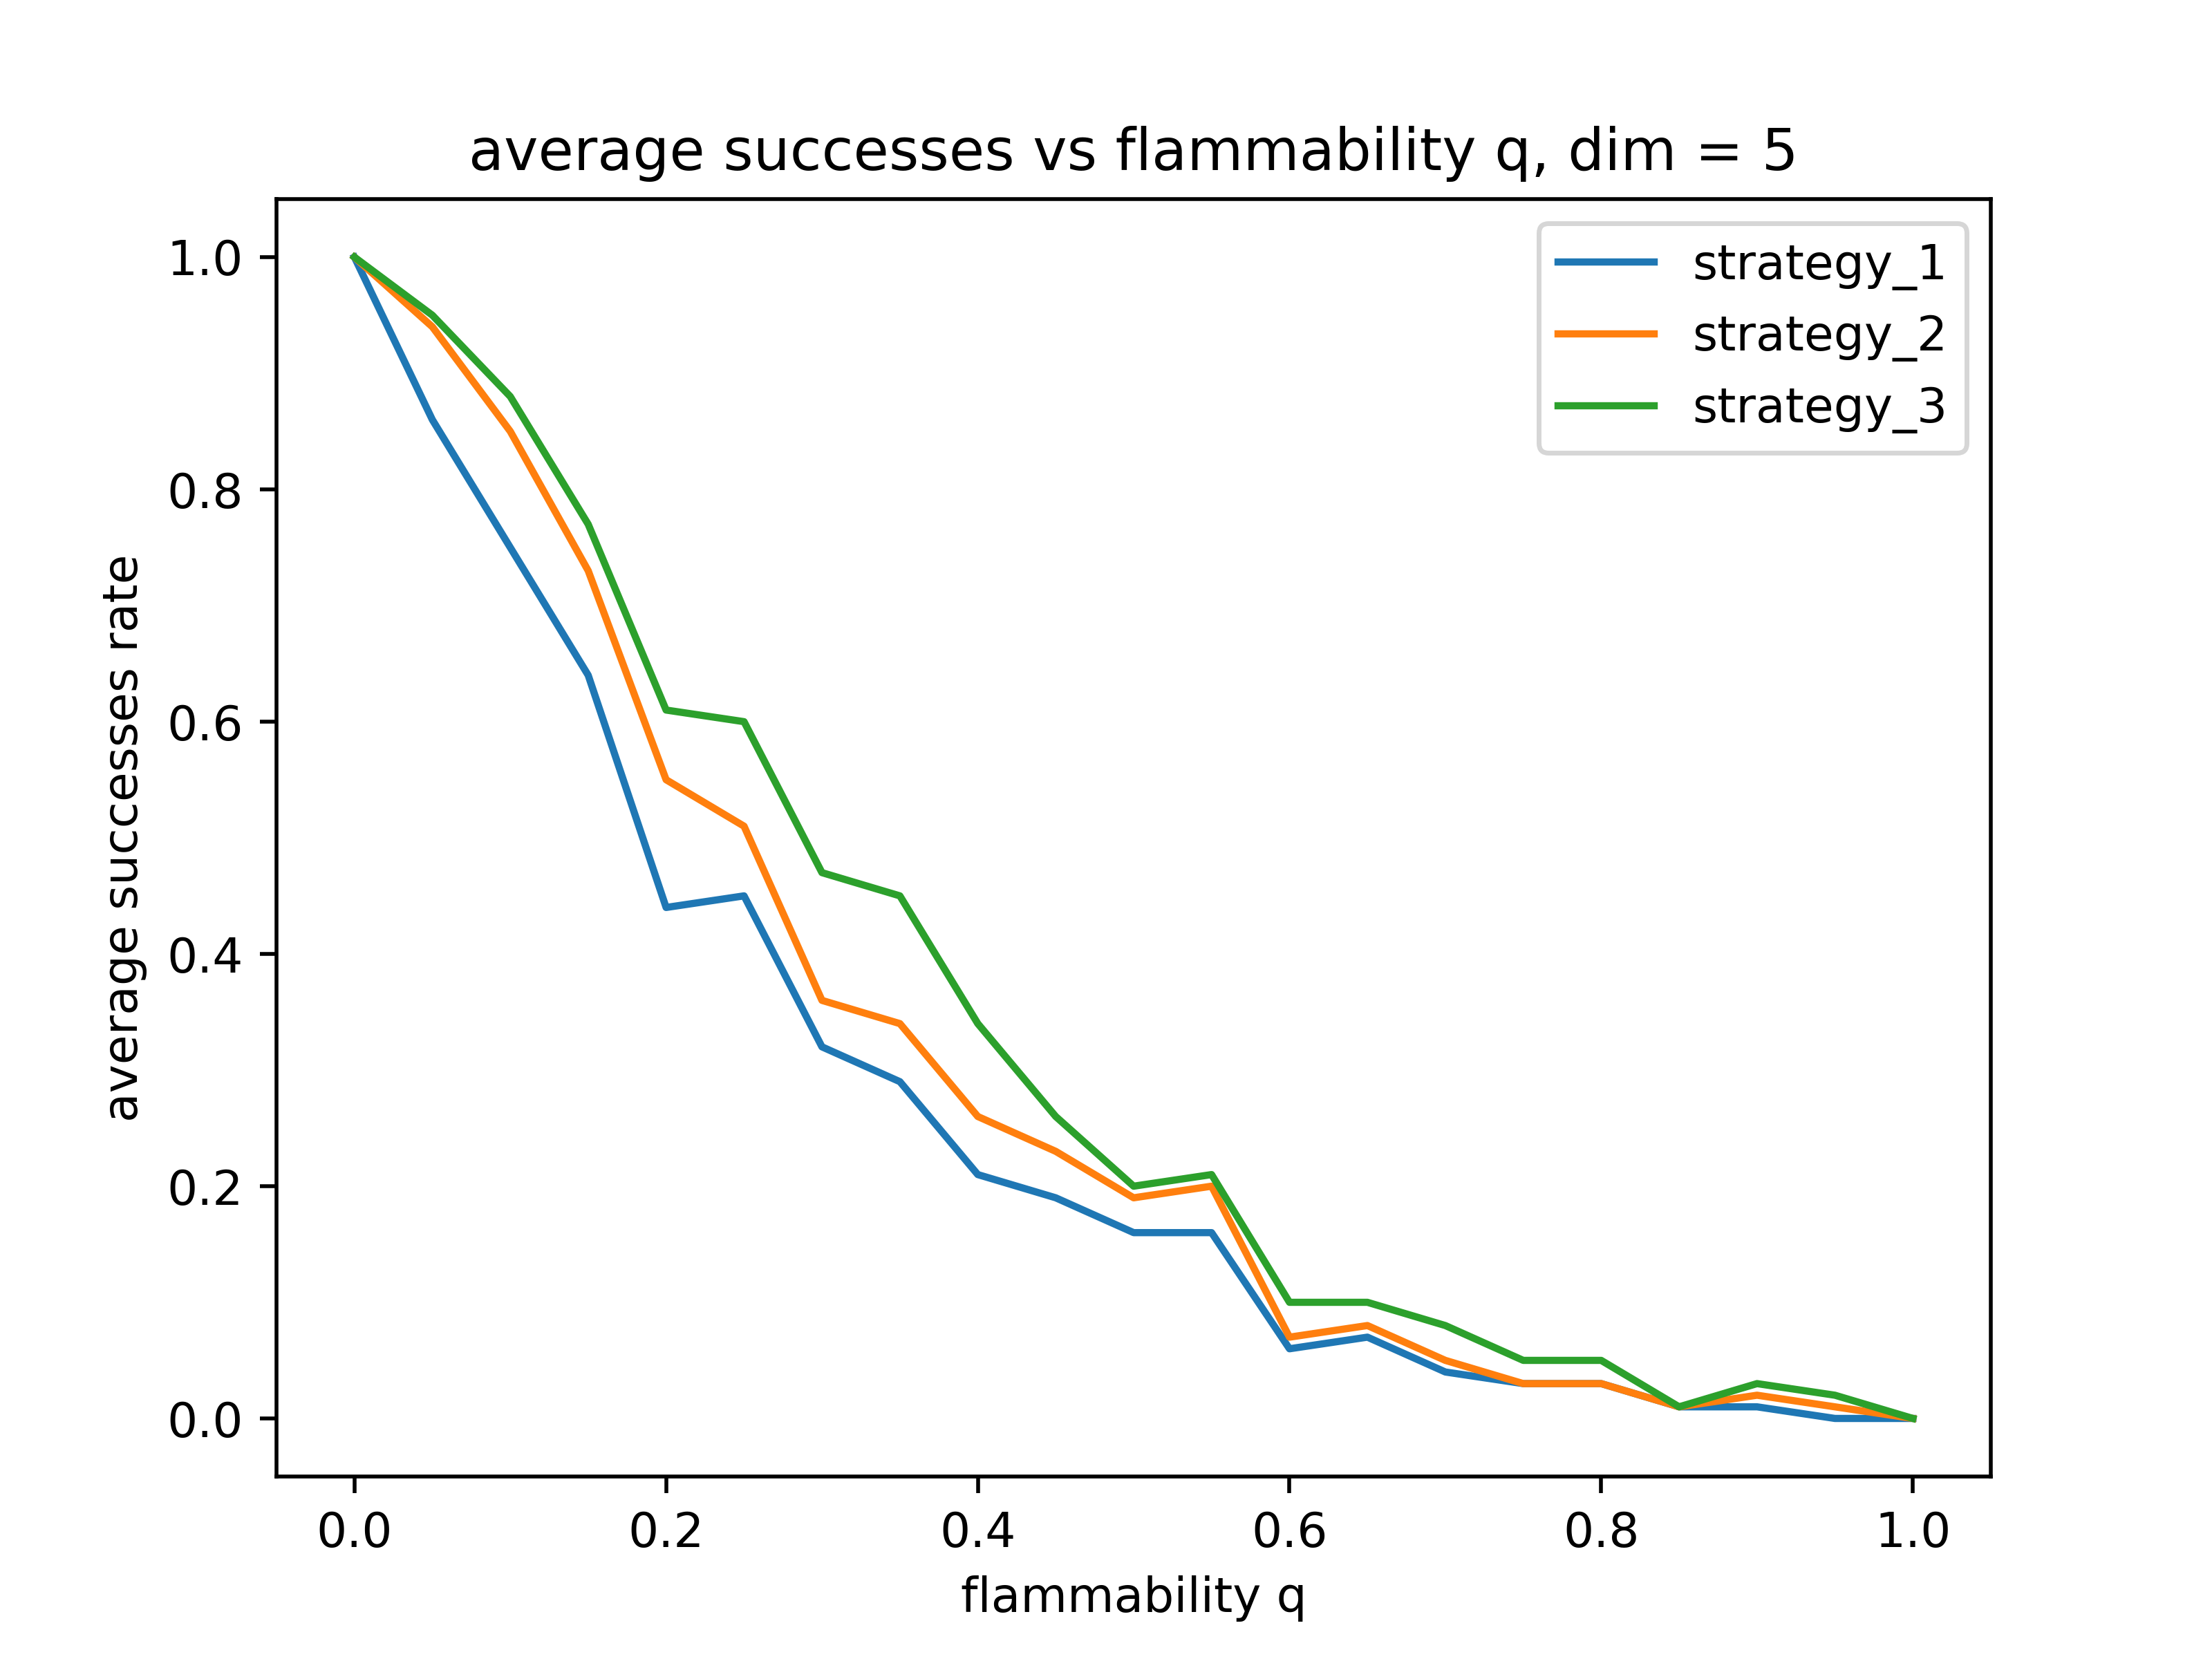 average successes vs flammability q, dim = 5
strategy_1
strategy_2
strategy_3
average successes rate
1.0
0.8
0.6
0.4
0.2
0.0
0.0 0.2 0.4 0.6 0.8 1.0
flammability q